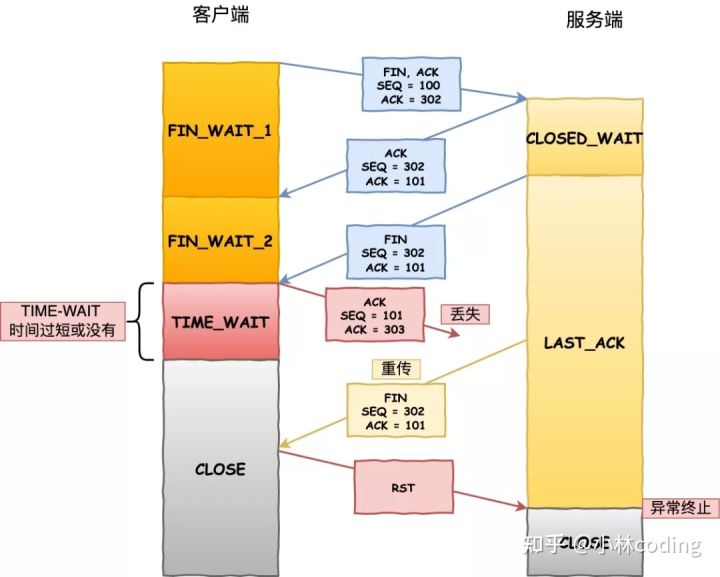 客户端
服务端
FIN, ACK
SEQ = 100
ACK = 302
FIN_WAIT_1
CLOSED_WAIT
ACK
SEQ = 302
ACK = 101
FIN_WAIT_2
FIN
SEQ = 302
ACK = 101
TIME-WAIT
时间过短或没有
TIME_WAIT
ACK
SEQ = 101
ACK = 303
丢失
LAST_ACK
重传
FIN
SEQ = 302
ACK = 101
CLOSE
RST
异常终止
CLOSE
知乎 @小林coding